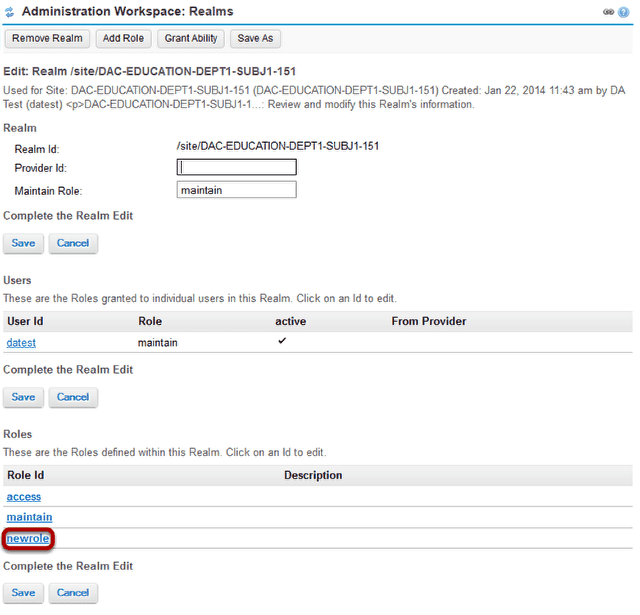 Administration Workspace: Realms
Remove Realm Add Role Grant Ability Save As
Edit: Realm /site/DAC-EDUCATION-DEPT1-SUBJ1-151
Used for Site: DAC-EDUCATION-DEPT1-SUBJ1-151 (DAC-EDUCATION-DEPT1-SUBJ1-151) Created: Jan 22, 2014 11:43 am by DA
Test (datest) <p>DAC-EDUCATION-DEPT1-SUBJ1-1...: Review and modify this Realm's information.
Realm
Realm Id: /site/DAC-EDUCATION-DEPT1-SUBJ1-151
Provider Id:
Maintain Role: maintain
Complete the Realm Edit
Save Cancel
Users
These are the Roles granted to individual users in this Realm. Click on an Id to edit.
User Id Role active From Provider
datest maintain ✓
Complete the Realm Edit
Save Cancel
Roles
These are the Roles defined within this Realm. Click on an Id to edit.
Role Id Description
access
maintain
newrole
Complete the Realm Edit
Save Cancel